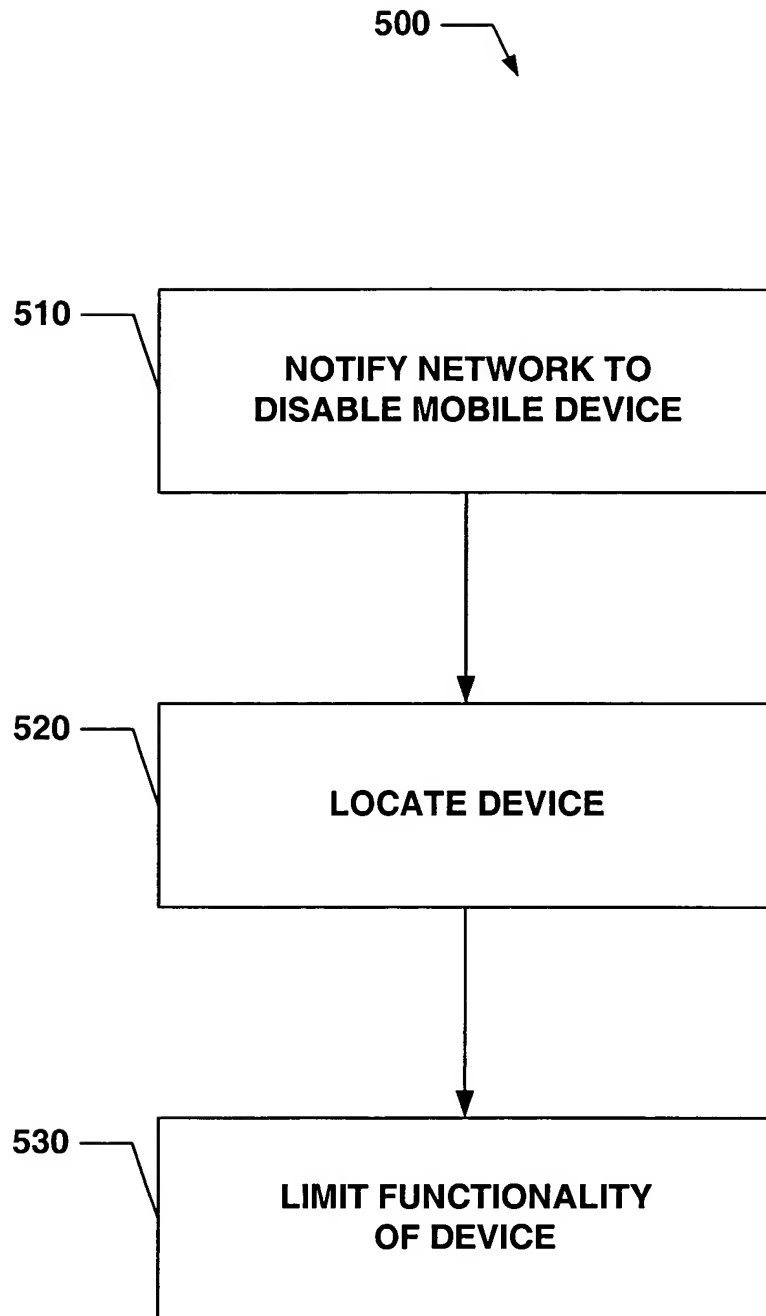 500
510
NOTIFY NETWORK TO
DISABLE MOBILE DEVICE
520
LOCATE DEVICE
530
LIMIT FUNCTIONALITY
OF DEVICE